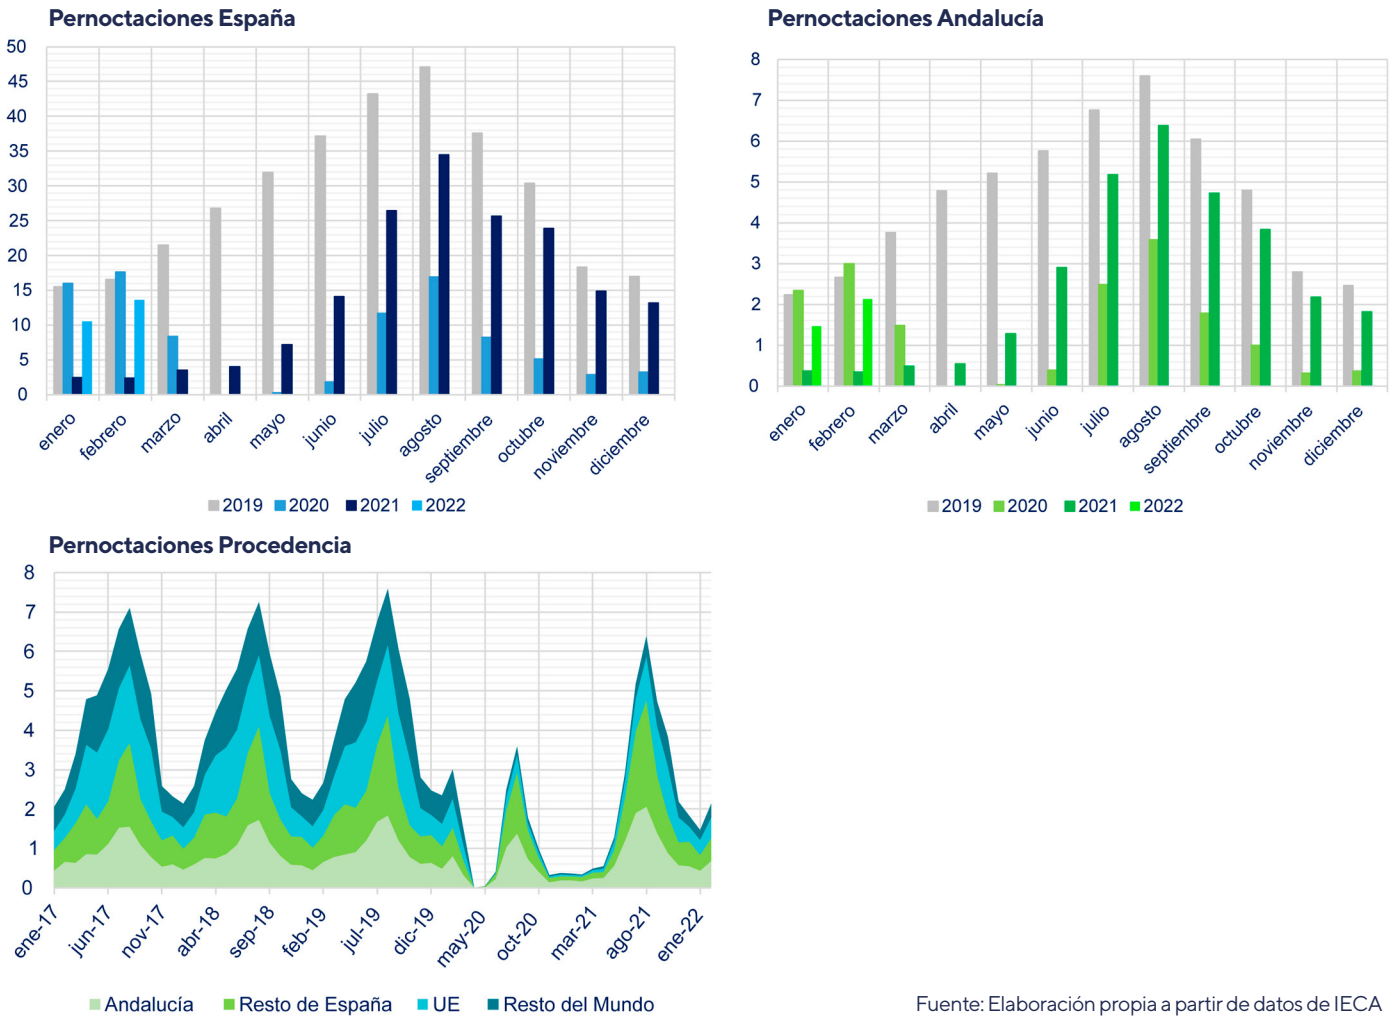 Pernoctaciones España
50
45
40
35
30
25
20
15
10
5
0
enero
febrero
marzo
abril
mayo
junio
julio
agosto
septiembre
octubre
noviembre
diciembre
2019 2020 2021 2022
Pernoctaciones Andalucía
8
7
6
5
4
3
2
1
0
enero
febrero
marzo
abril
mayo
junio
julio
agosto
septiembre
octubre
noviembre
diciembre
2019 2020 2021 2022
Pernoctaciones Procedencia
8
7
6
5
4
3
2
1
0
ene-17
jun-17
nov-17
abr-18
sep-18
feb-19
jul-19
dic-19
may-20
oct-20
mar-21
ago-21
ene-22
Andalucía Resto de España UE Resto del Mundo
Fuente: Elaboración propia a partir de datos de IECA